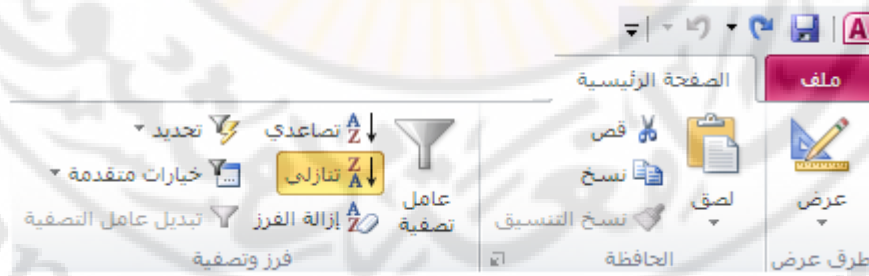 A
ملف
الصفحة الرئيسية
عرض
طرق عرض
لصق
قص
نسخ
نسخ التنسيق
الحافظة
عامل تصفية
تصاعدي
تنازلي
إزالة الفرز
تحديد
خيارات متقدمة
تبديل عامل التصفية
فرز وتصفية